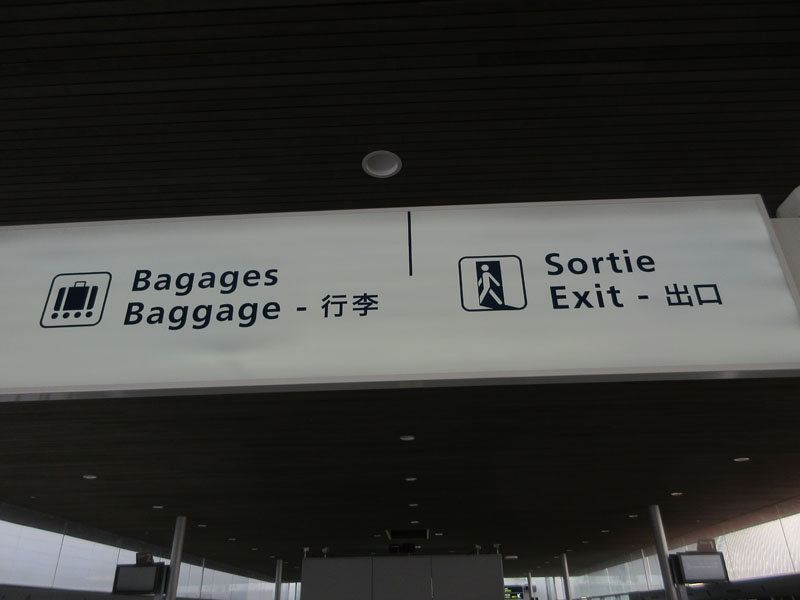 Bagages
Baggage - 行李
Sortie
Exit - 出口